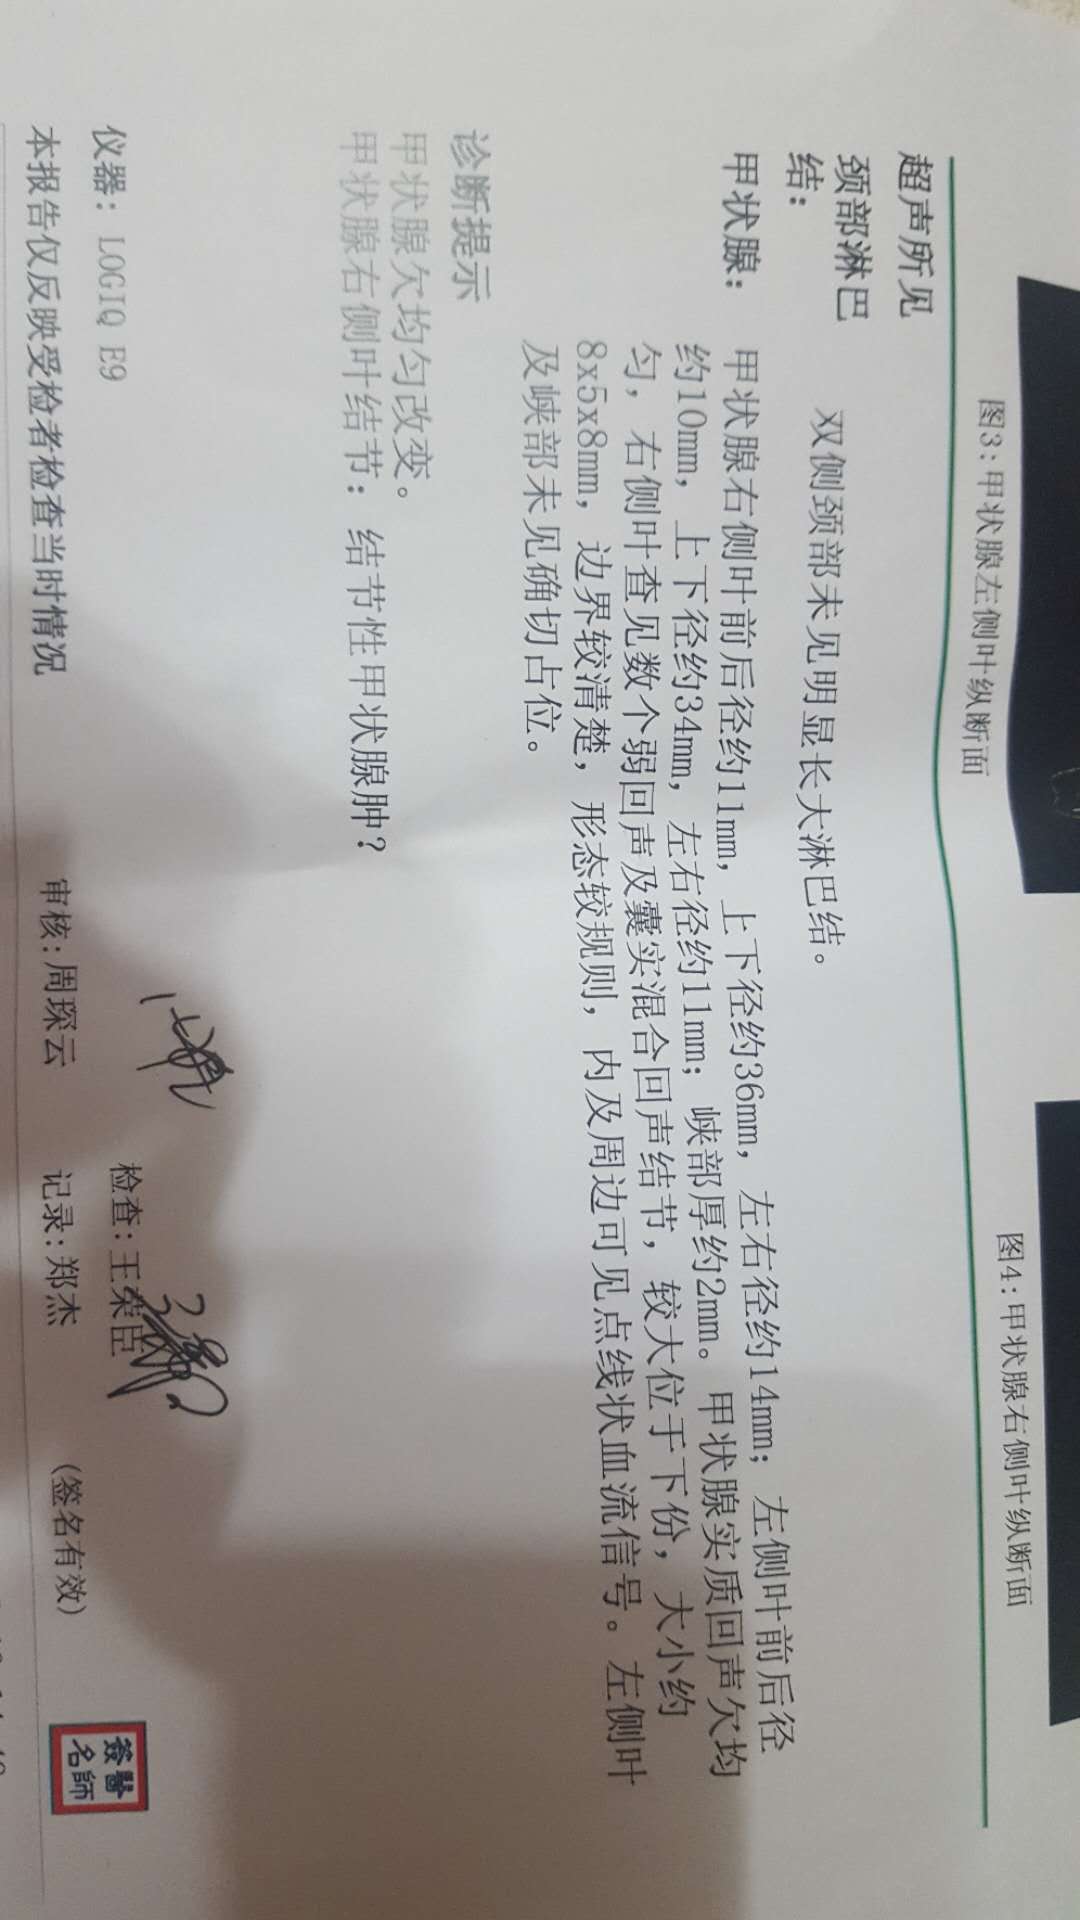 图3:甲状腺左侧叶纵断面
图4:甲状腺右侧叶纵断面
超声所见
颈部淋巴结: 双侧颈部未见明显长大淋巴结。
甲状腺: 甲状腺右侧叶前后径约11mm, 上下径约36mm, 左右径约14mm; 左侧叶前后径
约10mm, 上下径约34mm, 左右径约11mm; 峡部厚约2mm。甲状腺实质回声欠均
匀, 右侧叶查见数个弱回声及囊实混合回声结节, 较大位于下份, 大小约
8x5x8mm, 边界较清楚, 形态较规则, 内及周边可见点线状血流信号。左侧叶
及峡部未见确切占位。
诊断提示
甲状腺欠均匀改变。
甲状腺右侧叶结节: 结节性甲状腺肿?
仪器: LOGIQ E9
检查:王荣臣
本报告仅反映受检者检查当时情况
审核:周琛云
记录:郑杰
(签名有效)
醫師
簽名